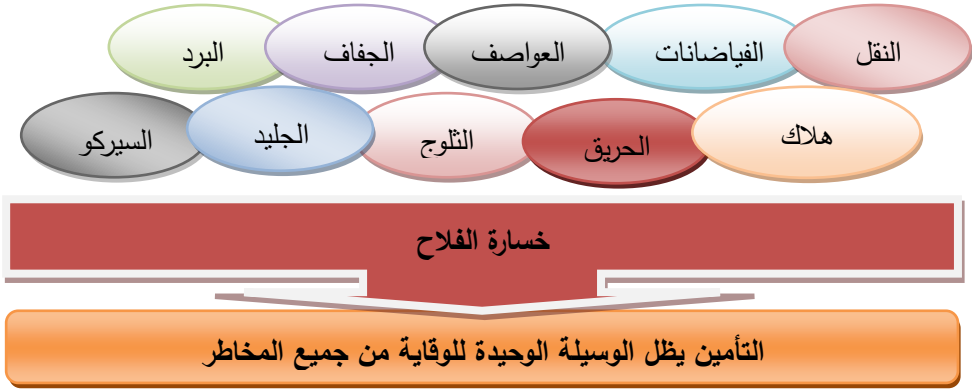 النقل
الفياضانات
العواصف
الجفاف
البرد
هلاك
الحريق
الثلوج
الجليد
السيركو
خسارة الفلاح
التأمين يظل الوسيلة الوحيدة للوقاية من جميع المخاطر